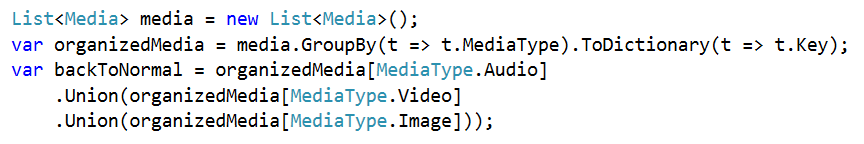 List<Media> media = new List<Media>();
var organizedMedia = media.GroupBy(t => t.MediaType).ToDictionary(t => t.Key);
var backToNormal = organizedMedia[MediaType.Audio]
    .Union(organizedMedia[MediaType.Video]
    .Union(organizedMedia[MediaType.Image]));